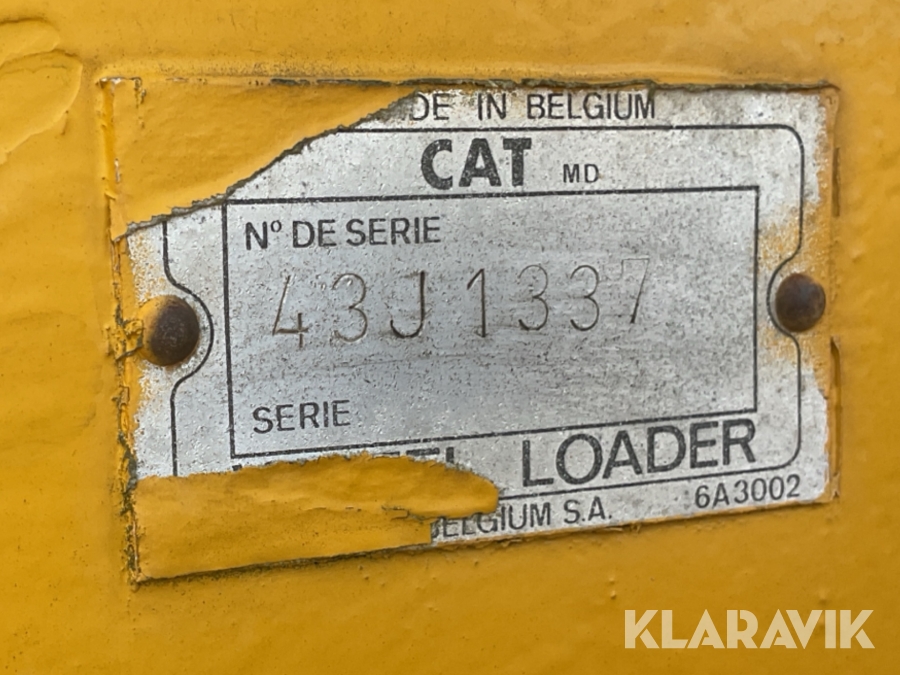 DE IN BELGIUM
CAT MD
Nº DE SERIE
43J1337
SERIE
LOADER
BELGIUM S.A. 6A3002
KLARAVIK